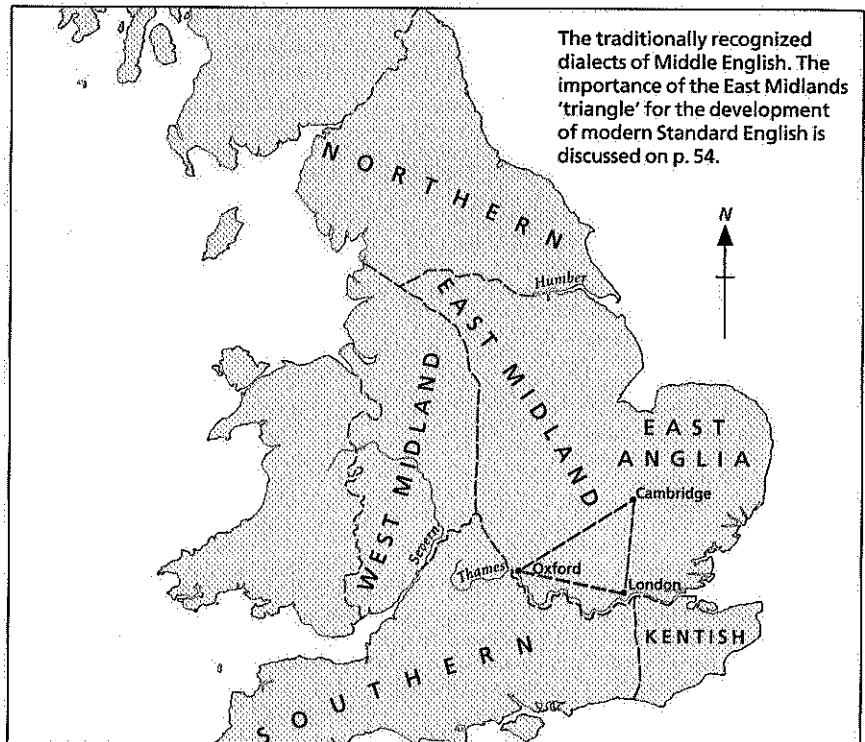 The traditionally recognized
dialects of Middle English. The
importance of the East Midlands
'triangle' for the development
of modern Standard English is
discussed on p. 54.
N
NORTHERN
Humber
EAST MIDLAND
WEST MIDLAND
EAST
ANGLIA
Cambridge
Severn
Thames
Oxford
London
KENTISH
SOUTHERN